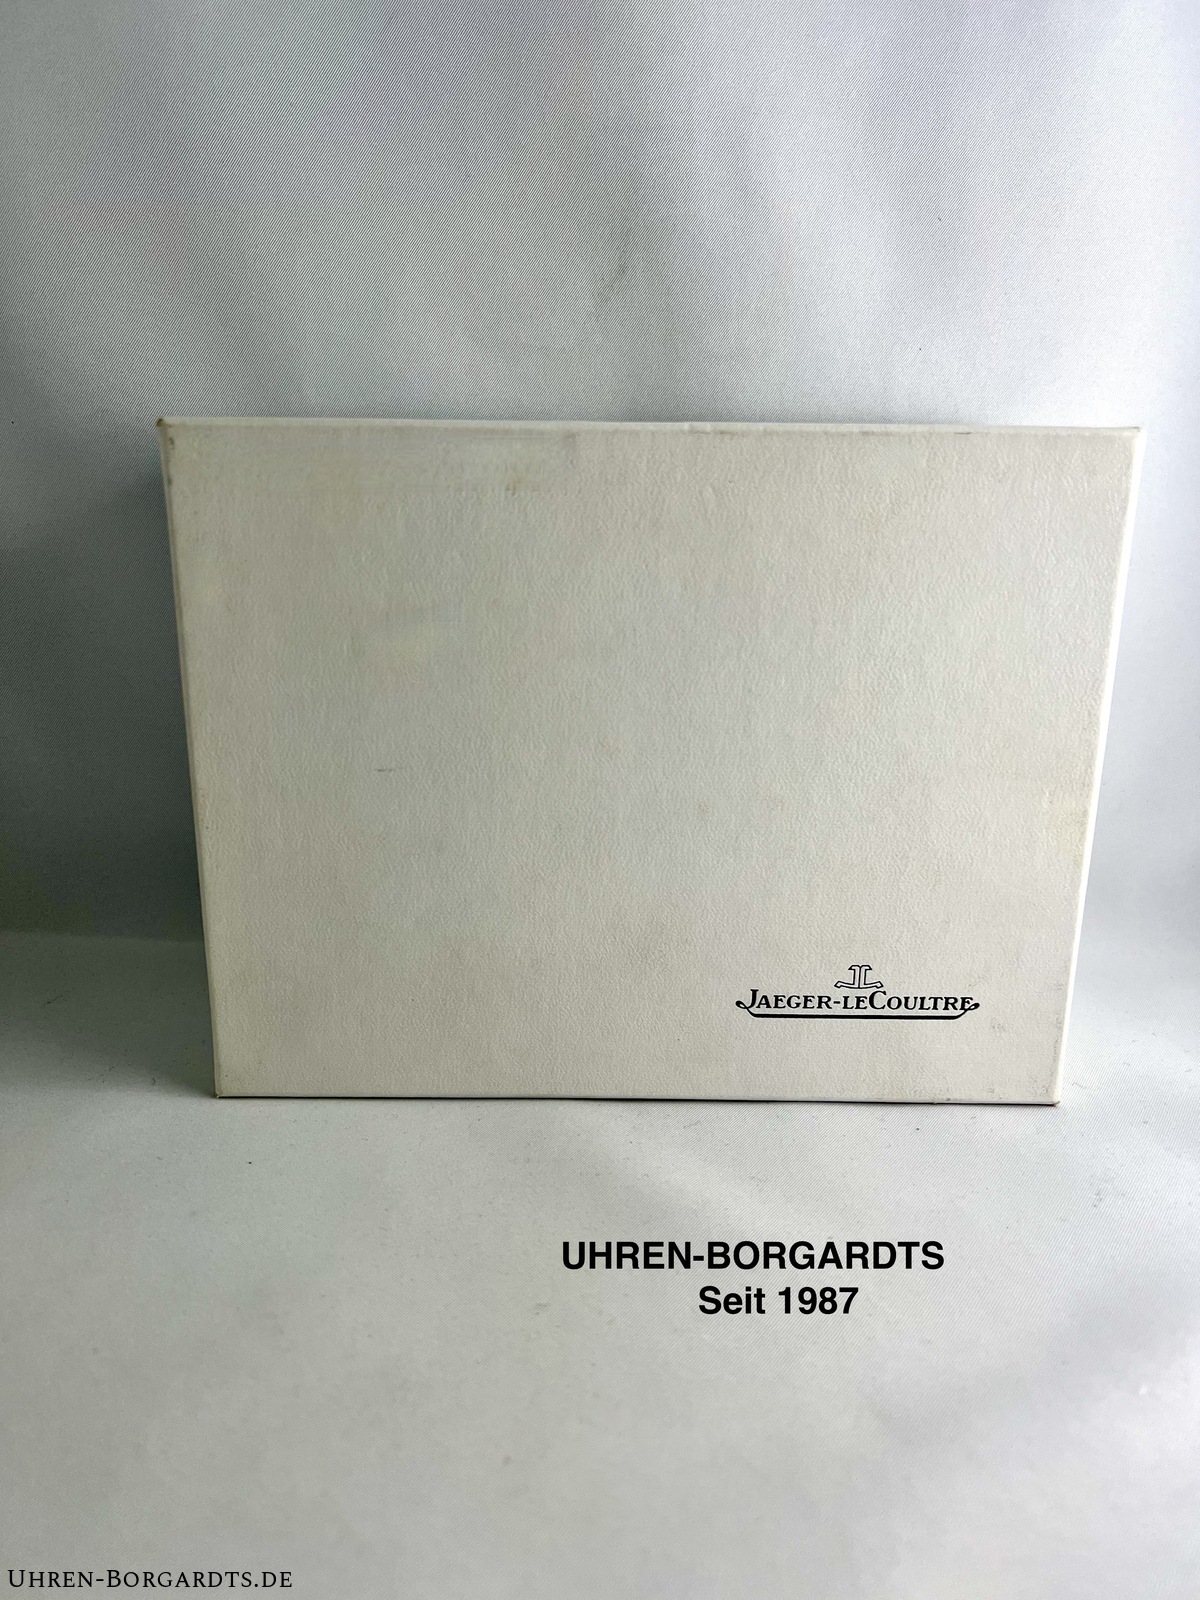 JAEGER-LECOULTRE
UHREN-BORGARDTS
Seit 1987
UHREN-BORGARDTS.DE